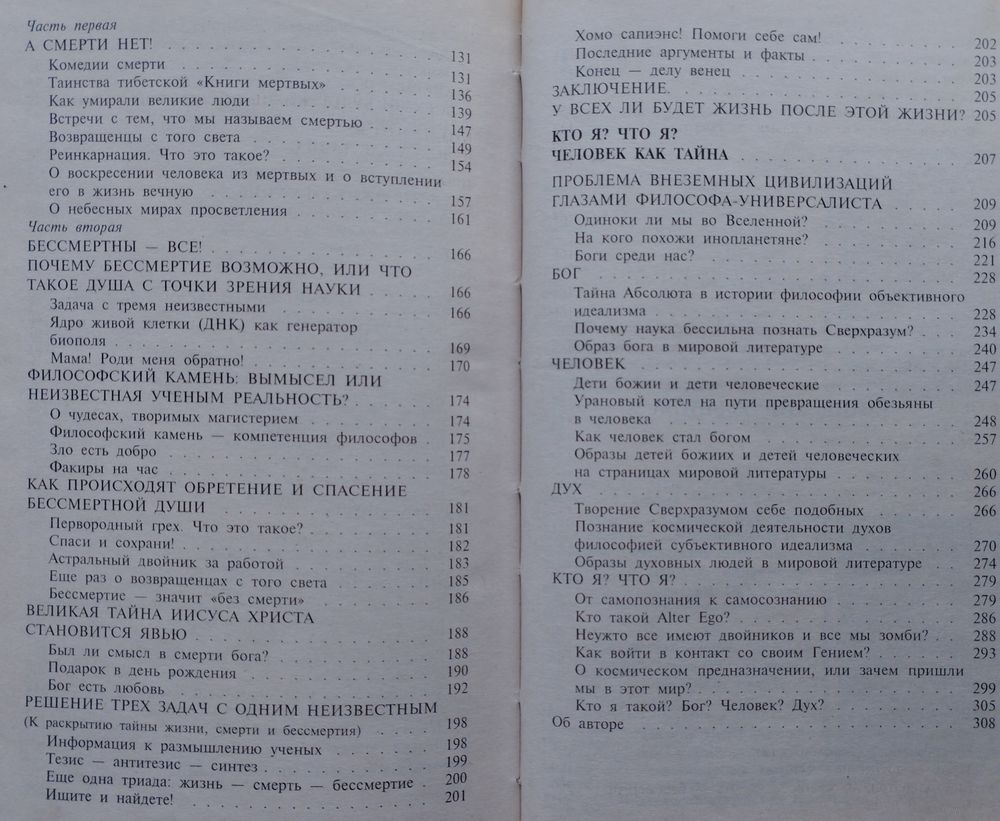 Часть первая
А СМЕРТИ НЕТ! . . . . . . . . . . . . . . . . 131
Комедии смерти . . . . . . . . . . . . . . . 131
Таинства тибетской «Книги мертвых» . . . . . . 136
Как умирали великие люди . . . . . . . . . . . 139
Встречи с тем, что мы называем смертью . . . . 147
Возвращенцы с того света . . . . . . . . . . . 149
Реинкарнация. Что это такое? . . . . . . . . . 154
О воскресении человека из мертвых и о вступлении
его в жизнь вечную . . . . . . . . . . . . . 157
О небесных мирах просветления . . . . . . . . 161
Часть вторая
БЕССМЕРТНЫ — ВСЕ! . . . . . . . . . . . . . 166
ПОЧЕМУ БЕССМЕРТИЕ ВОЗМОЖНО, ИЛИ ЧТО
ТАКОЕ ДУША С ТОЧКИ ЗРЕНИЯ НАУКИ . . . . . 166
Задача с тремя неизвестными . . . . . . . . . 166
Ядро живой клетки (ДНК) как генератор
биополя . . . . . . . . . . . . . . . . . . 169
Мама! Роди меня обратно! . . . . . . . . . . 170
ФИЛОСОФСКИЙ КАМЕНЬ: ВЫМЫСЕЛ ИЛИ
НЕИЗВЕСТНАЯ УЧЕНЫМ РЕАЛЬНОСТЬ? . . . . . 174
О чудесах, творимых магистерием . . . . . . . 174
Философский камень — компетенция философов . 175
Зло есть добро . . . . . . . . . . . . . . . 177
Факиры на час . . . . . . . . . . . . . . . 178
КАК ПРОИСХОДЯТ ОБРЕТЕНИЕ И СПАСЕНИЕ
БЕССМЕРТНОЙ ДУШИ . . . . . . . . . . . . . 181
Первородный грех. Что это такое? . . . . . . . 181
Спаси и сохрани! . . . . . . . . . . . . . . 182
Астральный двойник за работой . . . . . . . . 183
Еще раз о возвращенцах с того света . . . . . 185
Бессмертие — значит «без смерти» . . . . . . . 186
ВЕЛИКАЯ ТАЙНА ИИСУСА ХРИСТА
СТАНОВИТСЯ ЯВЬЮ . . . . . . . . . . . . . . 188
Был ли смысл в смерти бога? . . . . . . . . . 188
Подарок в день рождения . . . . . . . . . . . 190
Бог есть любовь . . . . . . . . . . . . . . . 192
РЕШЕНИЕ ТРЕХ ЗАДАЧ С ОДНИМ НЕИЗВЕСТНЫМ
(К раскрытию тайны жизни, смерти и бессмертия) . . . . 198
Информация к размышлению ученых . . . . . . 198
Тезис — антитезис — синтез . . . . . . . . . . 199
Еще одна триада: жизнь — смерть — бессмертие . 200
Ищите и найдете! . . . . . . . . . . . . . . 201
Хомо сапиэнс! Помоги себе сам! . . . . . . . . 202
Последние аргументы и факты . . . . . . . . . 203
Конец — делу венец . . . . . . . . . . . . . 203
ЗАКЛЮЧЕНИЕ. . . . . . . . . . . . . . . . . 205
У ВСЕХ ЛИ БУДЕТ ЖИЗНЬ ПОСЛЕ ЭТОЙ ЖИЗНИ? 205
КТО Я? ЧТО Я?
ЧЕЛОВЕК КАК ТАЙНА . . . . . . . . . . . . . 207
ПРОБЛЕМА ВНЕЗЕМНЫХ ЦИВИЛИЗАЦИЙ
ГЛАЗАМИ ФИЛОСОФА-УНИВЕРСАЛИСТА . . . . . 209
Одиноки ли мы во Вселенной? . . . . . . . . . 209
На кого похожи инопланетяне? . . . . . . . . 216
Боги среди нас? . . . . . . . . . . . . . . . 221
БОГ . . . . . . . . . . . . . . . . . . . . 228
Тайна Абсолюта в истории философии объективного
идеализма . . . . . . . . . . . . . . . . . 228
Почему наука бессильна познать Сверхразум? . . 234
Образ бога в мировой литературе . . . . . . . 240
ЧЕЛОВЕК . . . . . . . . . . . . . . . . . . 247
Дети божии и дети человеческие . . . . . . . . 247
Урановый котел на пути превращения обезьяны
в человека . . . . . . . . . . . . . . . . . 248
Как человек стал богом . . . . . . . . . . . . 257
Образы детей божиих и детей человеческих
на страницах мировой литературы . . . . . . . 260
ДУХ . . . . . . . . . . . . . . . . . . . . 266
Творение Сверхразумом себе подобных . . . . . 266
Познание космической деятельности духов
философией субъективного идеализма . . . . . . 270
Образы духовных людей в мировой литературе . . 274
КТО Я? ЧТО Я? . . . . . . . . . . . . . . . 279
От самопознания к самосознанию . . . . . . . 279
Кто такой Alter Ego? . . . . . . . . . . . . 286
Неужто все имеют двойников и все мы зомби? . . 288
Как войти в контакт со своим Гением? . . . . . 293
О космическом предназначении, или зачем пришли
мы в этот мир? . . . . . . . . . . . . . . . 299
Кто я такой? Бог? Человек? Дух? . . . . . . . 305
Об авторе . . . . . . . . . . . . . . . . . 308